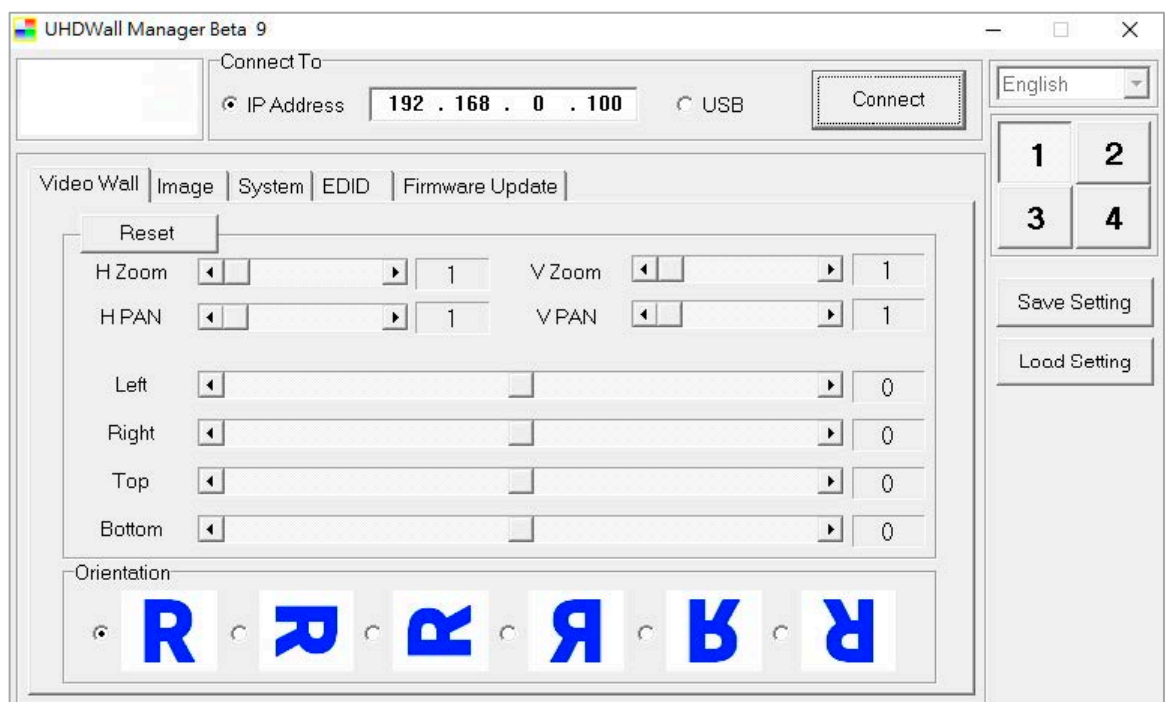 UHDWall Manager Beta 9
Connect To
IP Address 192 . 168 . 0 . 100 USB Connect
English
1 2
3 4
Save Setting
Load Setting
Video Wall Image System EDID Firmware Update
Reset
H Zoom 1 V Zoom 1
H PAN 1 V PAN 1
Left 0
Right 0
Top 0
Bottom 0
Orientation
R R R R R R